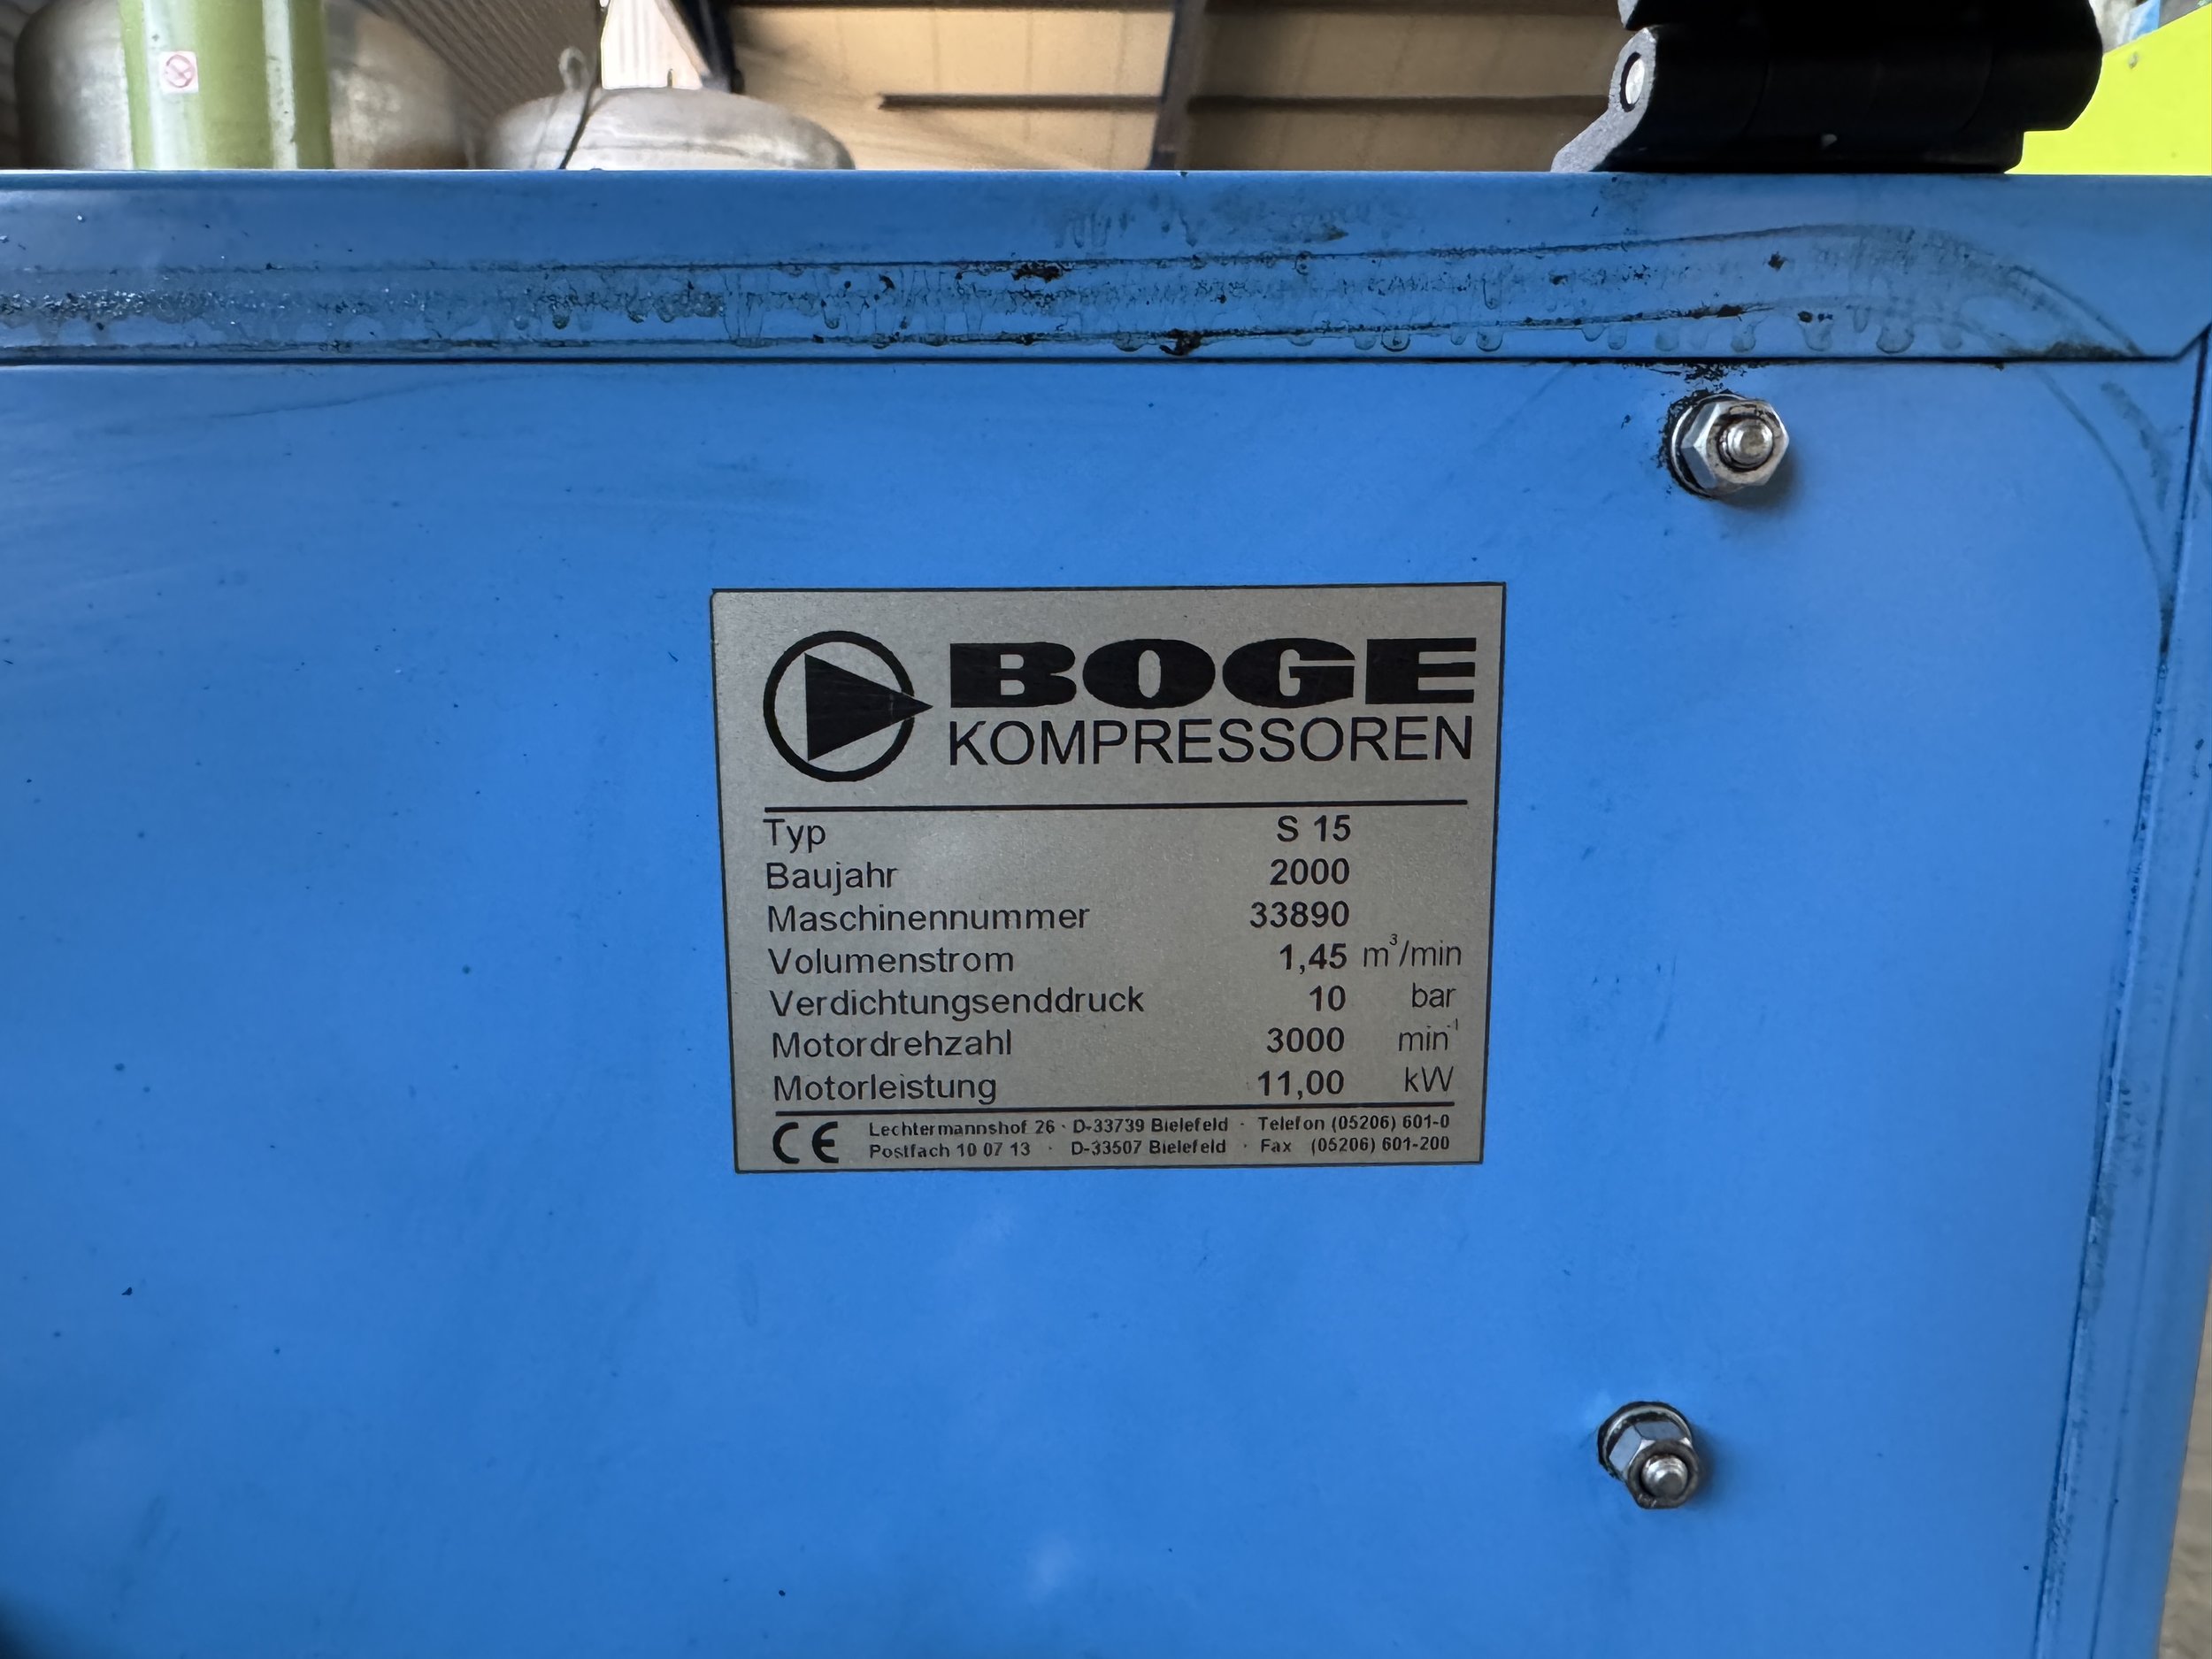 BOGE
KOMPRESSOREN
Typ S 15
Baujahr 2000
Maschinennummer 33890
Volumenstrom 1,45 m³/min
Verdichtungsenddruck 10 bar
Motordrehzahl 3000 min⁻¹
Motorleistung 11,00 kW
CE Lechtermannshof 26 · D-33739 Bielefeld · Telefon (05206) 601-0
Postfach 10 07 13 · D-33507 Bielefeld · Fax (05206) 601-200